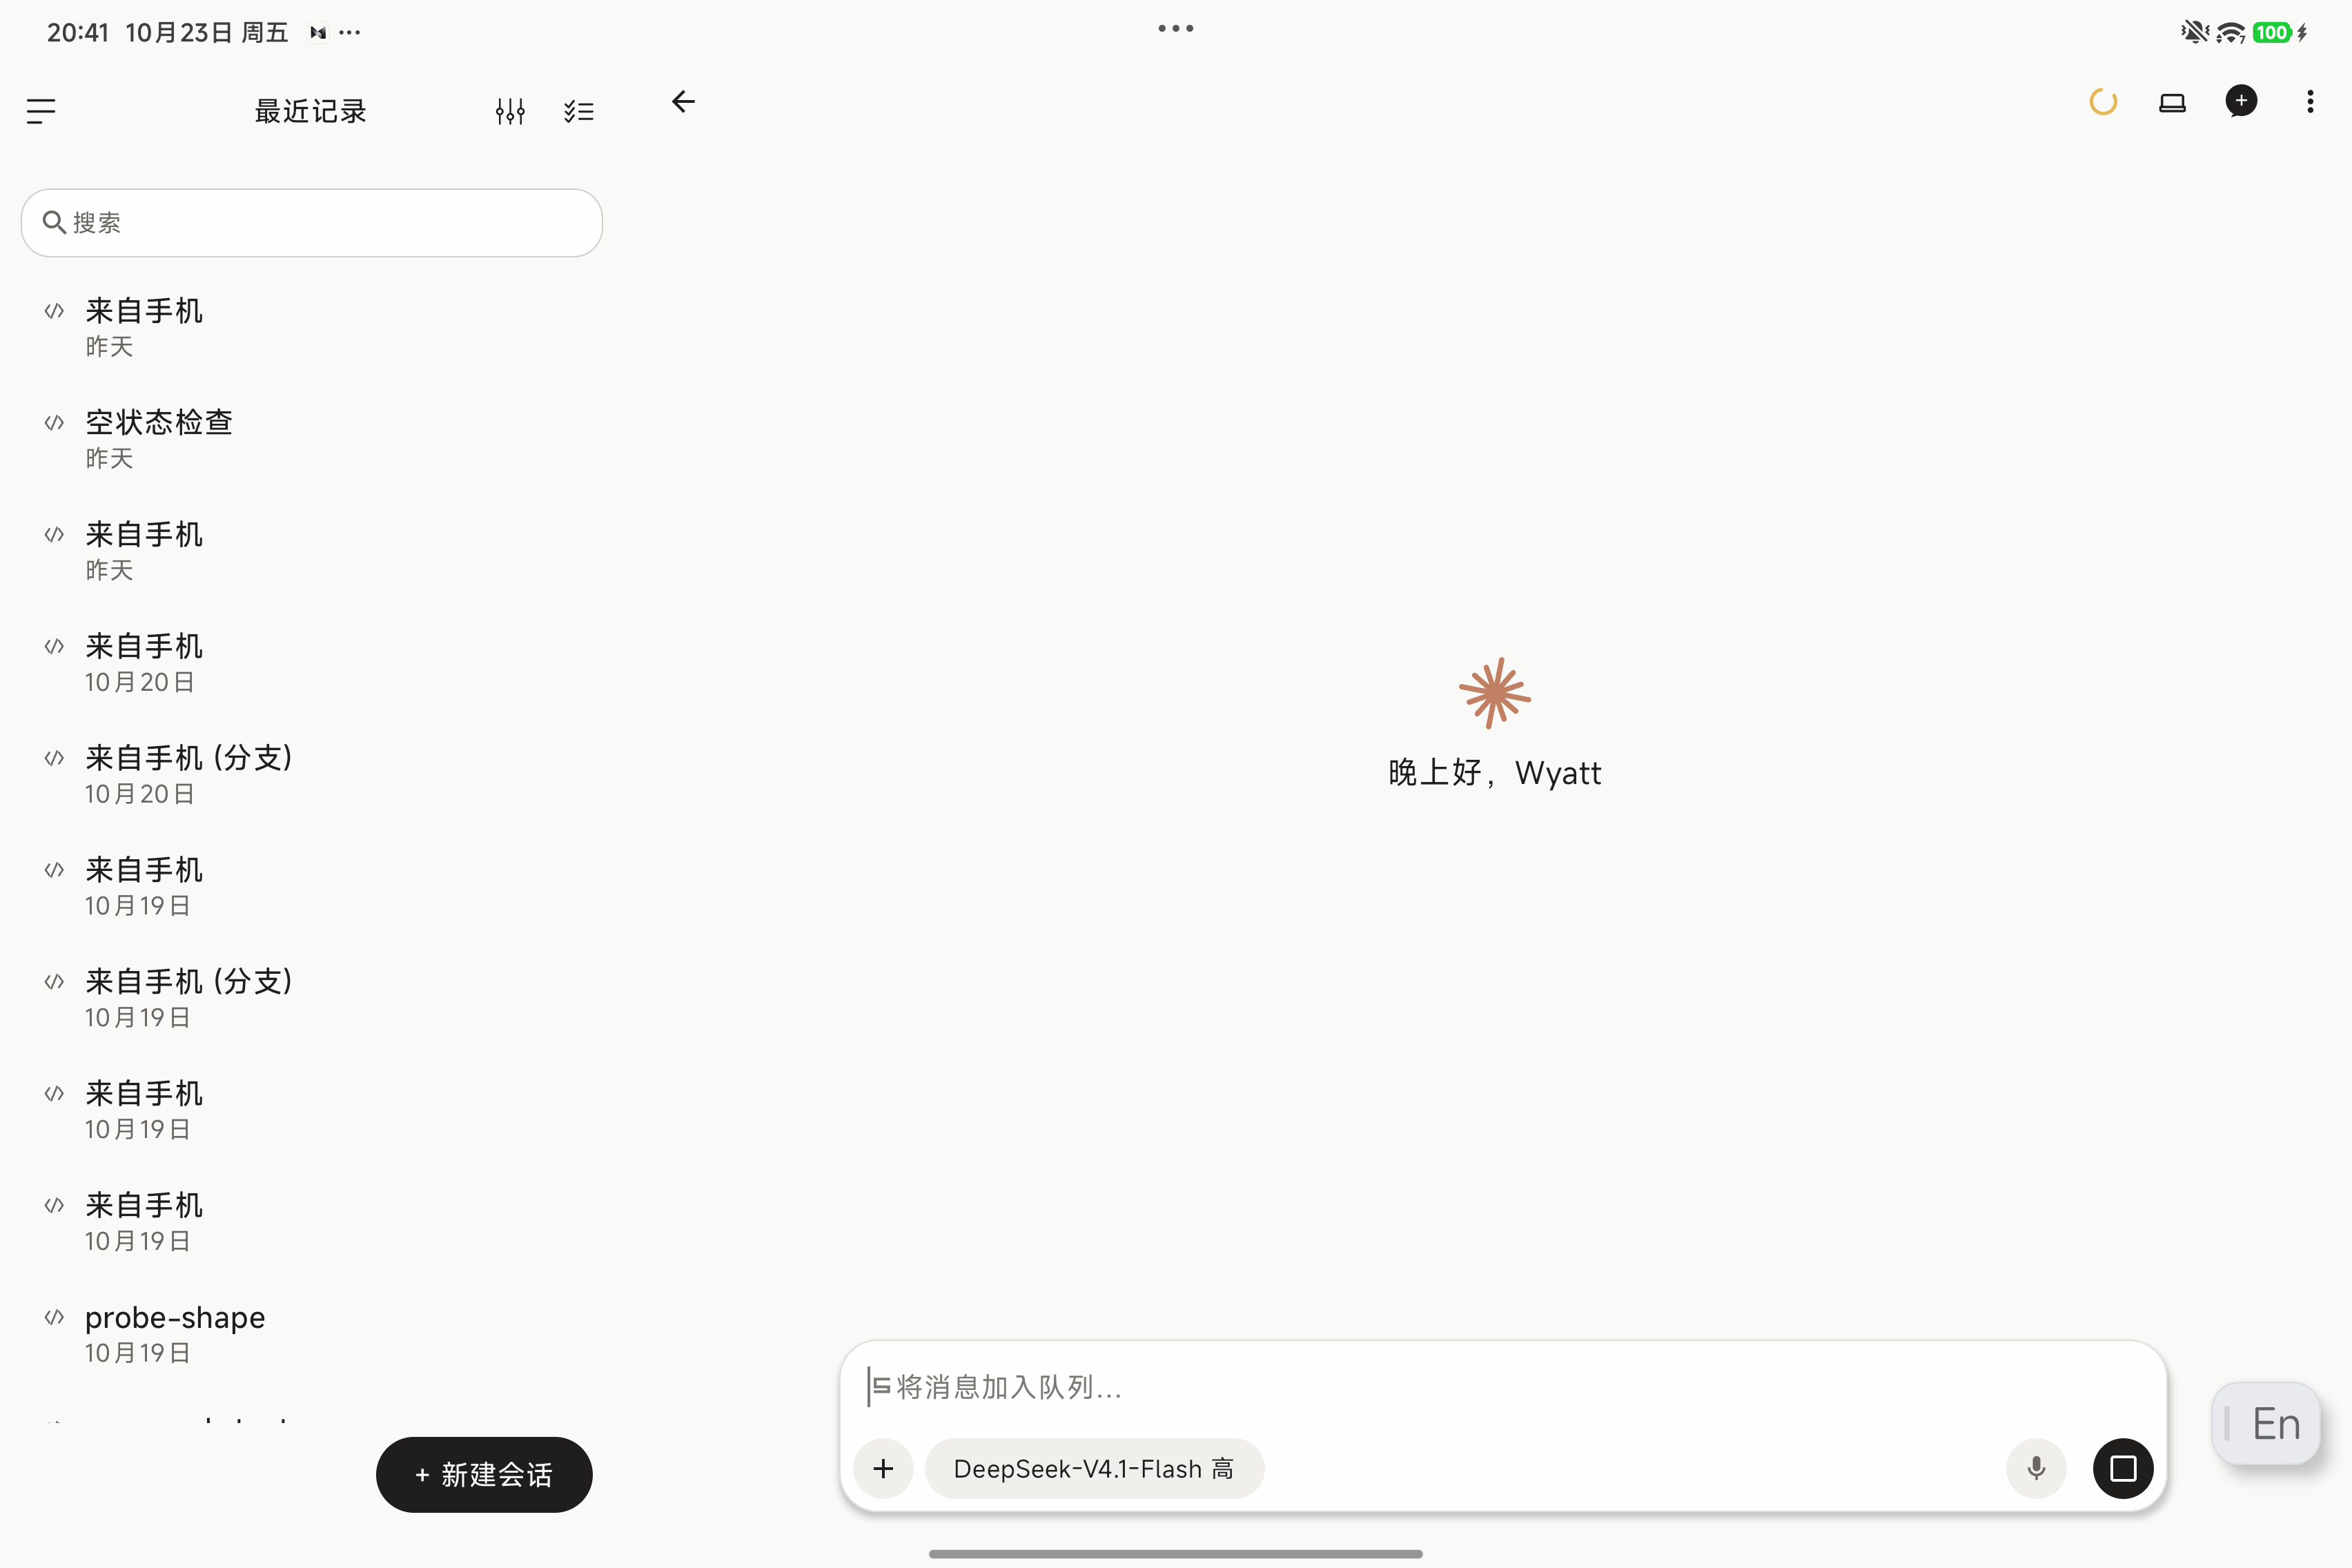 20:41 10月23日 周五
100
最近记录
搜索
来自手机
昨天
空状态检查
昨天
来自手机
昨天
来自手机
10月20日
来自手机 (分支)
10月20日
来自手机
10月19日
来自手机 (分支)
10月19日
来自手机
10月19日
来自手机
10月19日
probe-shape
10月19日
+ 新建会话
晚上好，Wyatt
将消息加入队列...
DeepSeek-V4.1-Flash 高
En